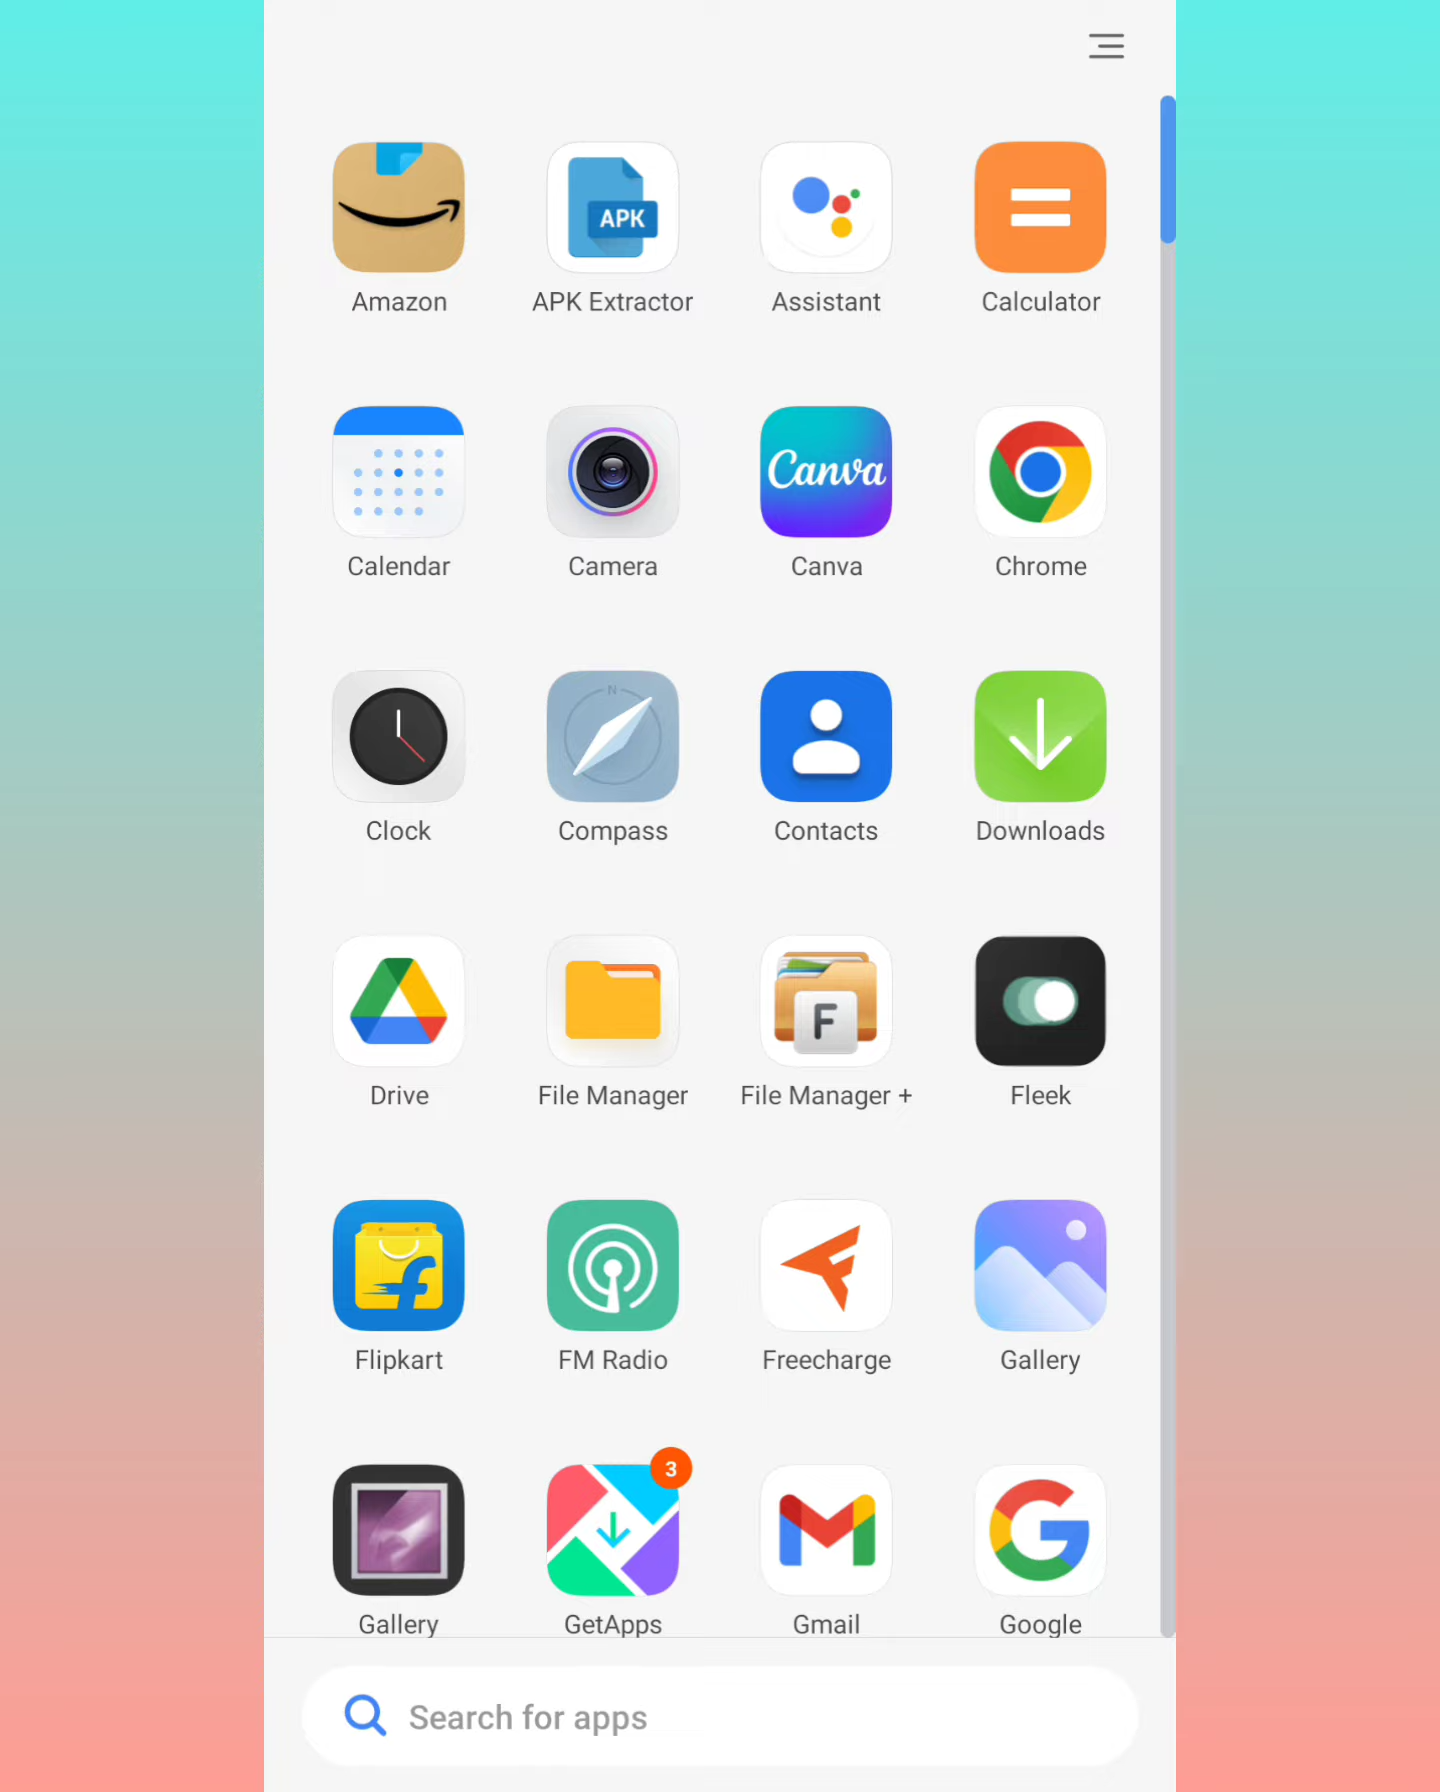 APK
Amazon APK Extractor Assistant Calculator
Canva
Calendar Camera Canva Chrome
N
Clock Compass Contacts Downloads
F
Drive File Manager File Manager + Fleek
f
Flipkart FM Radio Freecharge Gallery
3
Gallery GetApps Gmail Google
Search for apps